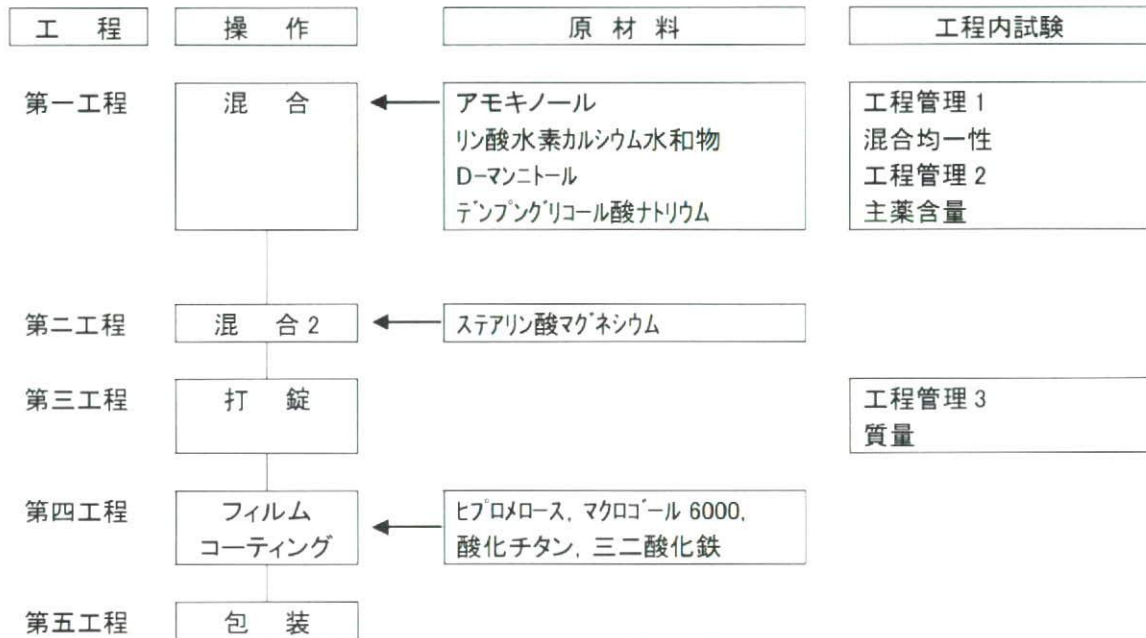 工 程 操 作 原 材 料 工程内試験
第一工程 混 合 アモキノール 工程管理 1
リン酸水素カルシウム水和物 混合均一性
D-マンニトール 工程管理 2
デンプングリコール酸ナトリウム 主薬含量
第二工程 混 合 2 ステアリン酸マグネシウム
第三工程 打 錠 工程管理 3
質量
第四工程 フィルム ヒプロメロース, マクロゴール 6000,
コーティング 酸化チタン, 三二酸化鉄
第五工程 包 装